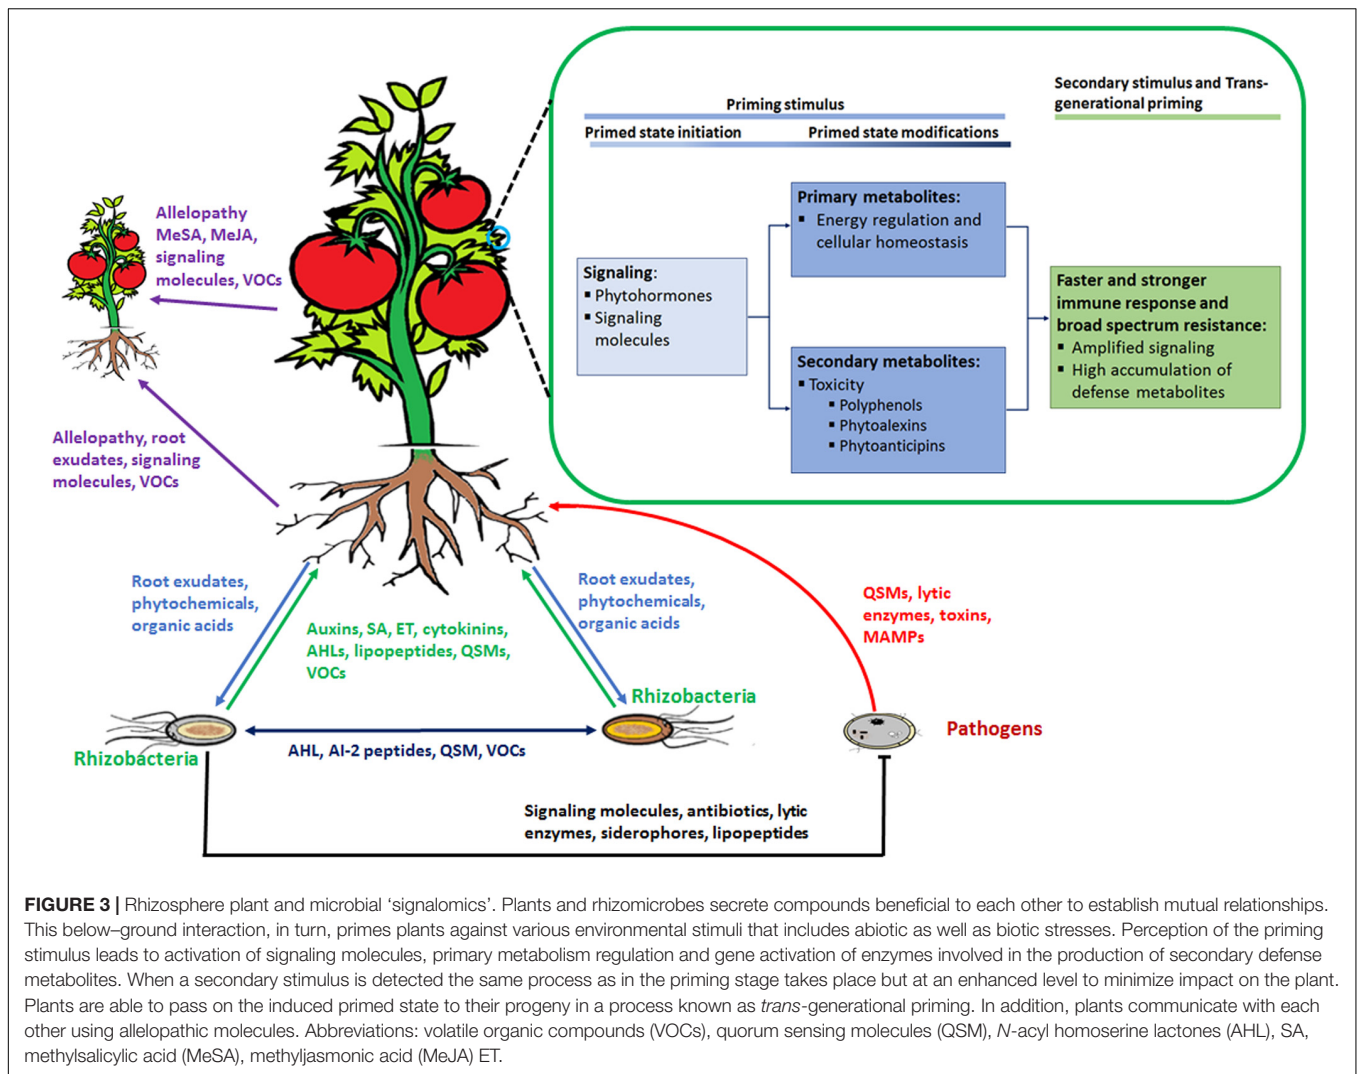 Priming stimulus
Secondary stimulus and Trans-
generational priming
Primed state initiation
Primed state modifications
Signaling:
▪ Phytohormones
▪ Signaling
molecules
Primary metabolites:
▪ Energy regulation and
cellular homeostasis
Secondary metabolites:
▪ Toxicity
▪ Polyphenols
▪ Phytoalexins
▪ Phytoanticipins
Faster and stronger
immune response and
broad spectrum resistance:
▪ Amplified signaling
▪ High accumulation of
defense metabolites
Allelopathy
MeSA, MeJA,
signaling
molecules, VOCs
Allelopathy, root
exudates, signaling
molecules, VOCs
Root exudates,
phytochemicals,
organic acids
Auxins, SA, ET, cytokinins,
AHLs, lipopeptides, QSMs,
VOCs
Root exudates,
phytochemicals,
organic acids
QSMs, lytic
enzymes, toxins,
MAMPs
Rhizobacteria
Rhizobacteria
Pathogens
AHL, AI-2 peptides, QSM, VOCs
Signaling molecules, antibiotics, lytic
enzymes, siderophores, lipopeptides
FIGURE 3 | Rhizosphere plant and microbial ‘signalomics’. Plants and rhizomicrobes secrete compounds beneficial to each other to establish mutual relationships.
This below–ground interaction, in turn, primes plants against various environmental stimuli that includes abiotic as well as biotic stresses. Perception of the priming
stimulus leads to activation of signaling molecules, primary metabolism regulation and gene activation of enzymes involved in the production of secondary defense
metabolites. When a secondary stimulus is detected the same process as in the priming stage takes place but at an enhanced level to minimize impact on the plant.
Plants are able to pass on the induced primed state to their progeny in a process known as trans-generational priming. In addition, plants communicate with each
other using allelopathic molecules. Abbreviations: volatile organic compounds (VOCs), quorum sensing molecules (QSM), N-acyl homoserine lactones (AHL), SA,
methylsalicylic acid (MeSA), methyljasmonic acid (MeJA) ET.